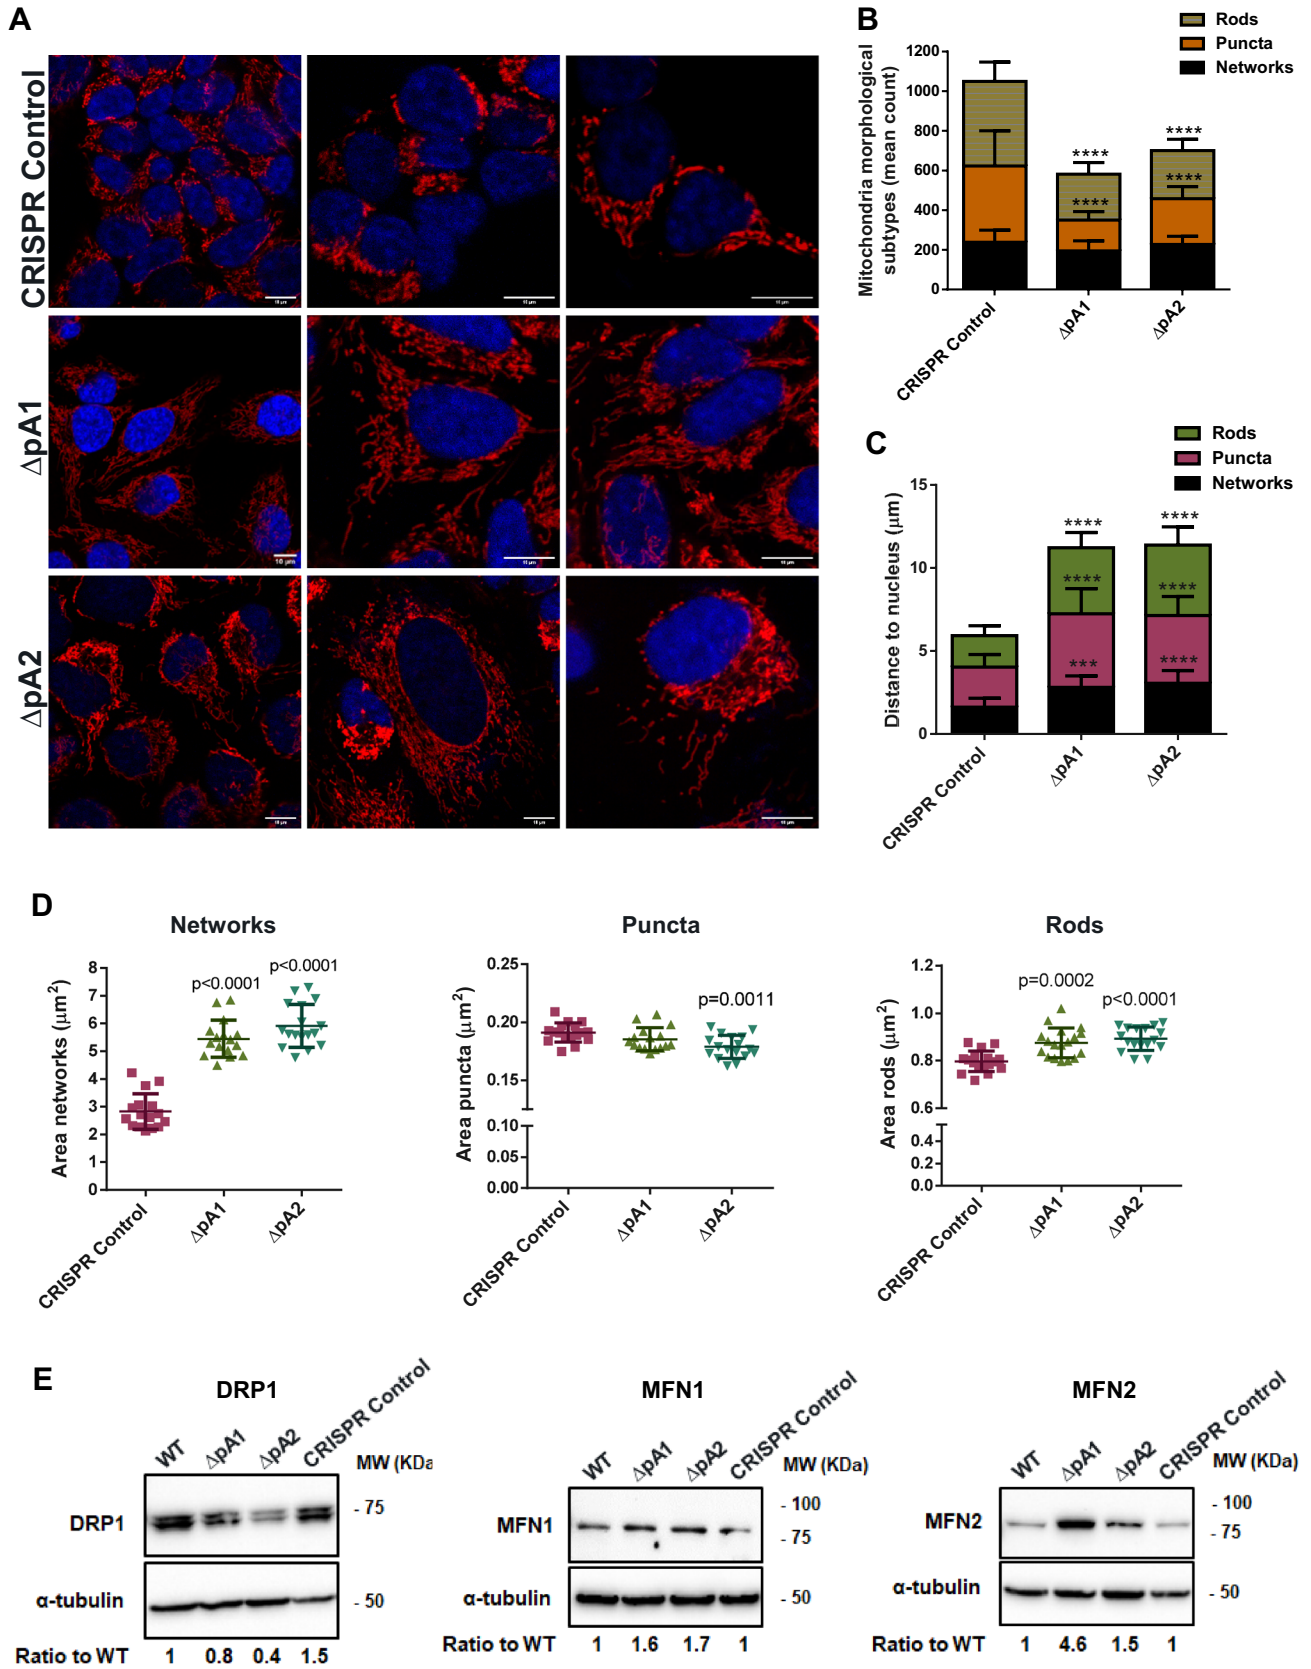 A
CRISPR Control
ΔpA1
ΔpA2
10 µm
B
Rods
Puncta
Networks
Mitochondria morphological
subtypes (mean count)
1200
1000
800
600
400
200
0
****
****
****
****
CRISPR Control
ΔpA1
ΔpA2
C
Rods
Puncta
Networks
Distance to nucleus (µm)
15
10
5
0
****
****
***
****
****
****
CRISPR Control
ΔpA1
ΔpA2
D
Networks
Area networks (µm²)
8
7
6
5
4
3
2
1
0
p<0.0001
p<0.0001
CRISPR Control
ΔpA1
ΔpA2
Puncta
Area puncta (µm²)
0.25
0.20
0.15
0.10
0.05
0.00
p=0.0011
CRISPR Control
ΔpA1
ΔpA2
Rods
Area rods (µm²)
1.2
1.0
0.8
0.6
0.4
0.2
0.0
p=0.0002
p<0.0001
CRISPR Control
ΔpA1
ΔpA2
E
DRP1
WT ΔpA1 ΔpA2 CRISPR Control
MW (KDa
DRP1
- 75
α-tubulin
- 50
Ratio to WT 1 0.8 0.4 1.5
MFN1
WT ΔpA1 ΔpA2 CRISPR Control
MW (KDa)
MFN1
- 100
- 75
α-tubulin
- 50
Ratio to WT 1 1.6 1.7 1
MFN2
WT ΔpA1 ΔpA2 CRISPR Control
MW (KDa)
MFN2
- 100
- 75
α-tubulin
- 50
Ratio to WT 1 4.6 1.5 1